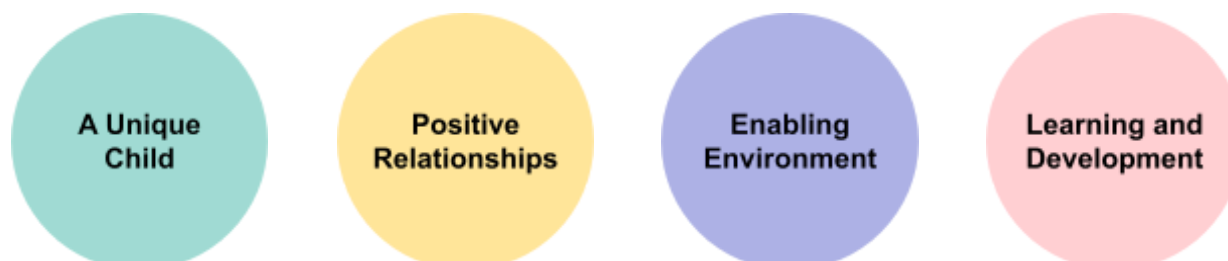 A Unique
Child
Positive
Relationships
Enabling
Environment
Learning and
Development